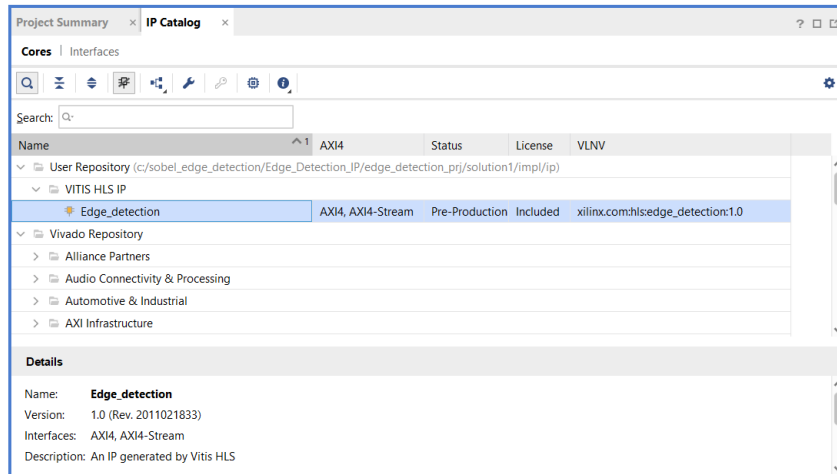 Project Summary × IP Catalog × ?
Cores | Interfaces
Search: Q-
Name ^1 AXI4 Status License VLNV
User Repository (c:/sobel_edge_detection/Edge_Detection_IP/edge_detection_prj/solution1/impl/ip)
VITIS HLS IP
Edge_detection AXI4, AXI4-Stream Pre-Production Included xilinx.com:hls:edge_detection:1.0
Vivado Repository
Alliance Partners
Audio Connectivity & Processing
Automotive & Industrial
AXI Infrastructure
Details
Name: Edge_detection
Version: 1.0 (Rev. 2011021833)
Interfaces: AXI4, AXI4-Stream
Description: An IP generated by Vitis HLS